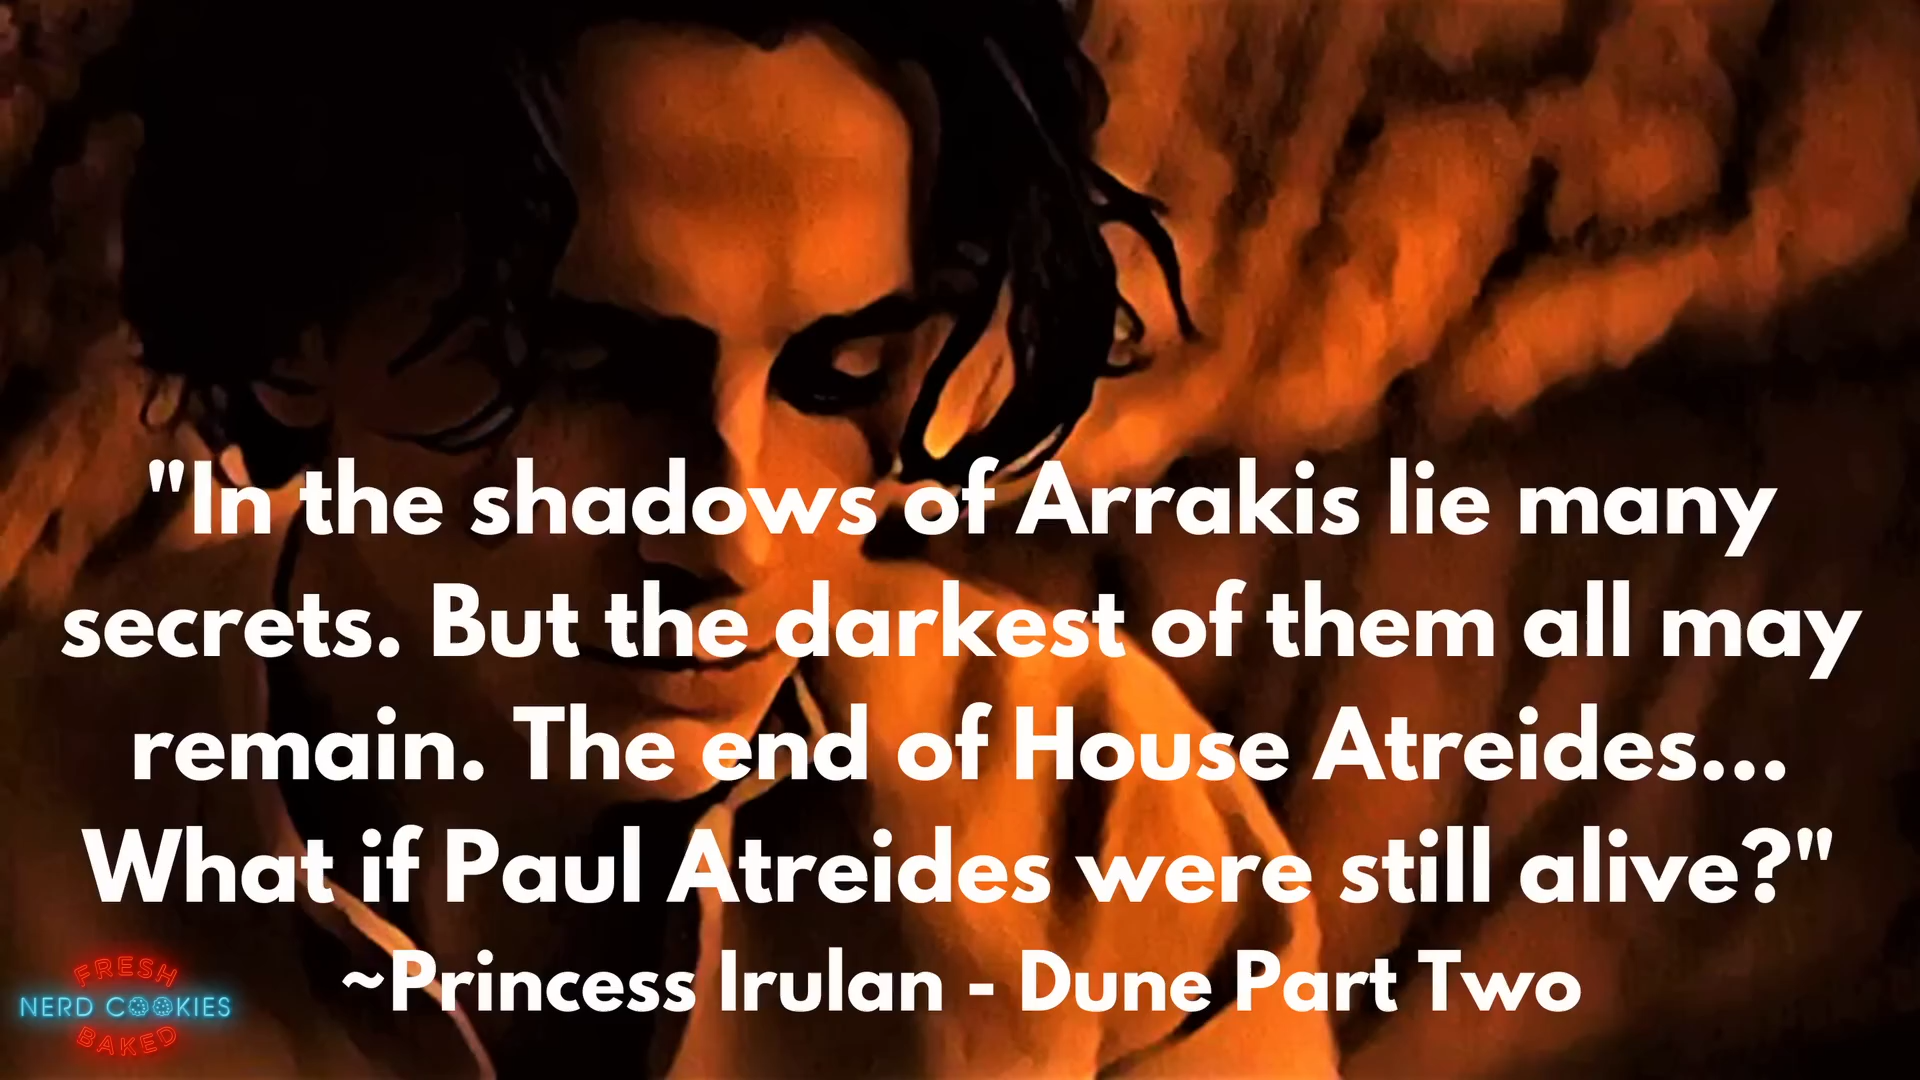 "In the shadows of Arrakis lie many
secrets. But the darkest of them all may
remain. The end of House Atreides...
What if Paul Atreides were still alive?"
~Princess Irulan - Dune Part Two
FRESH
NERD COOKIES
BAKED